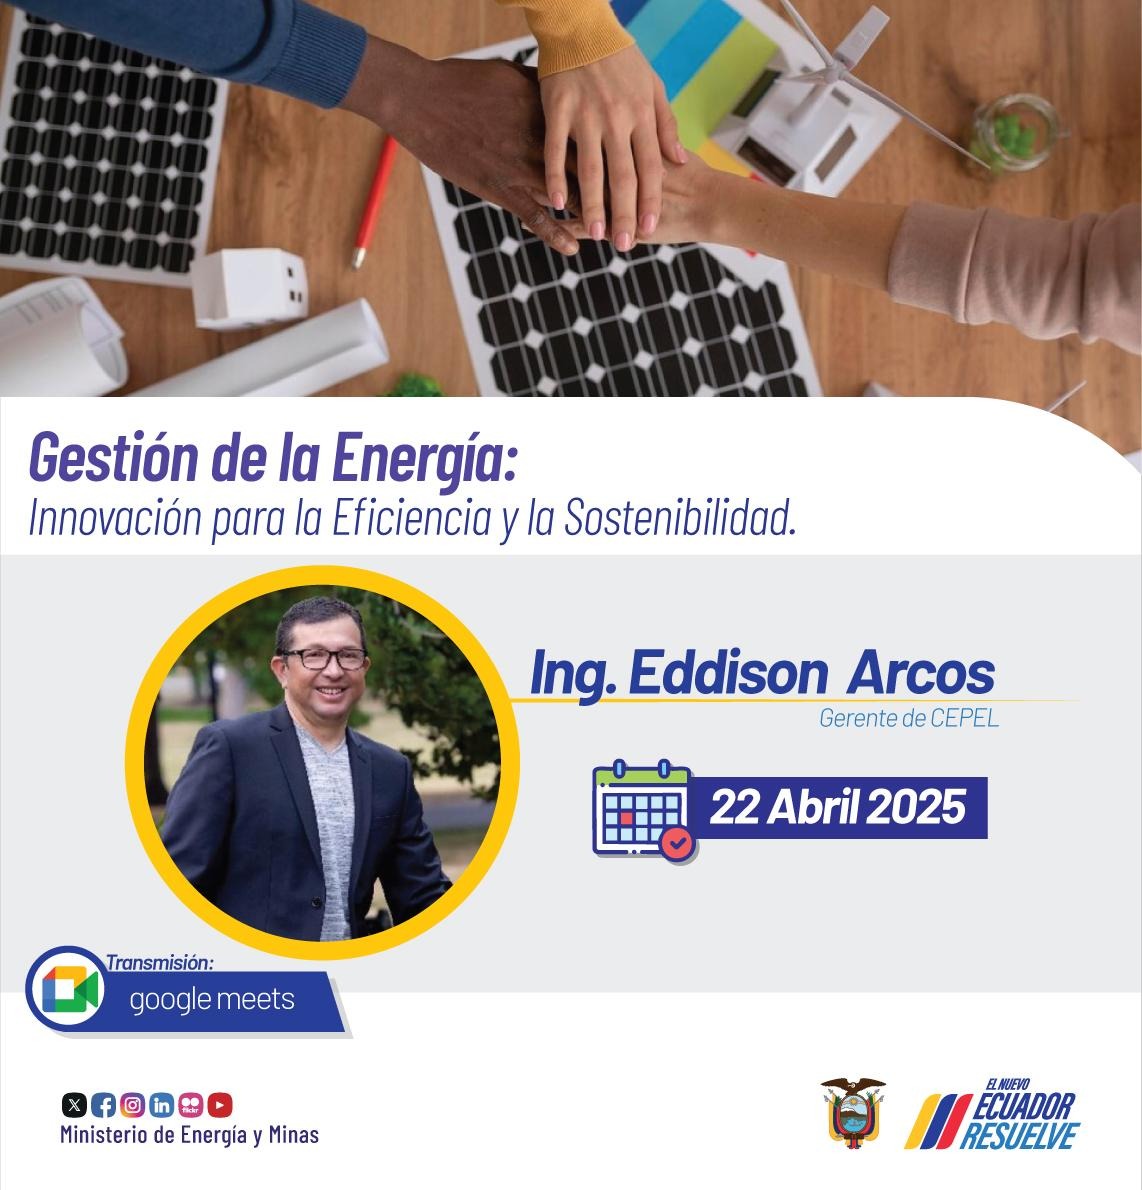 Gestión de la Energía:
Innovación para la Eficiencia y la Sostenibilidad.
Ing. Eddison Arcos
Gerente de CEPEL
22 Abril 2025
Transmisión:
google meets
flickr
Ministerio de Energía y Minas
EL NUEVO
ECUADOR
RESUELVE